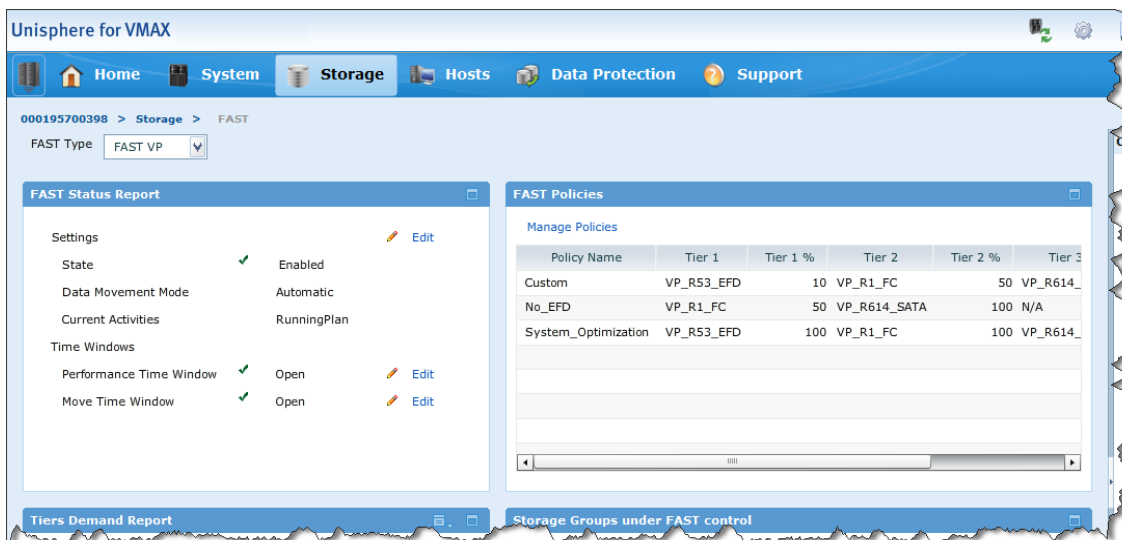 Unisphere for VMAX
Home System Storage Hosts Data Protection Support
000195700398 > Storage > FAST
FAST Type FAST VP
FAST Status Report
Settings Edit
State Enabled
Data Movement Mode Automatic
Current Activities RunningPlan
Time Windows
Performance Time Window Open Edit
Move Time Window Open Edit
FAST Policies
Manage Policies
Policy Name Tier 1 Tier 1 % Tier 2 Tier 2 % Tier 3
Custom VP_R53_EFD 10 VP_R1_FC 50 VP_R614_
No_EFD VP_R1_FC 50 VP_R614_SATA 100 N/A
System_Optimization VP_R53_EFD 100 VP_R1_FC 100 VP_R614_
Tiers Demand Report
Storage Groups under FAST control